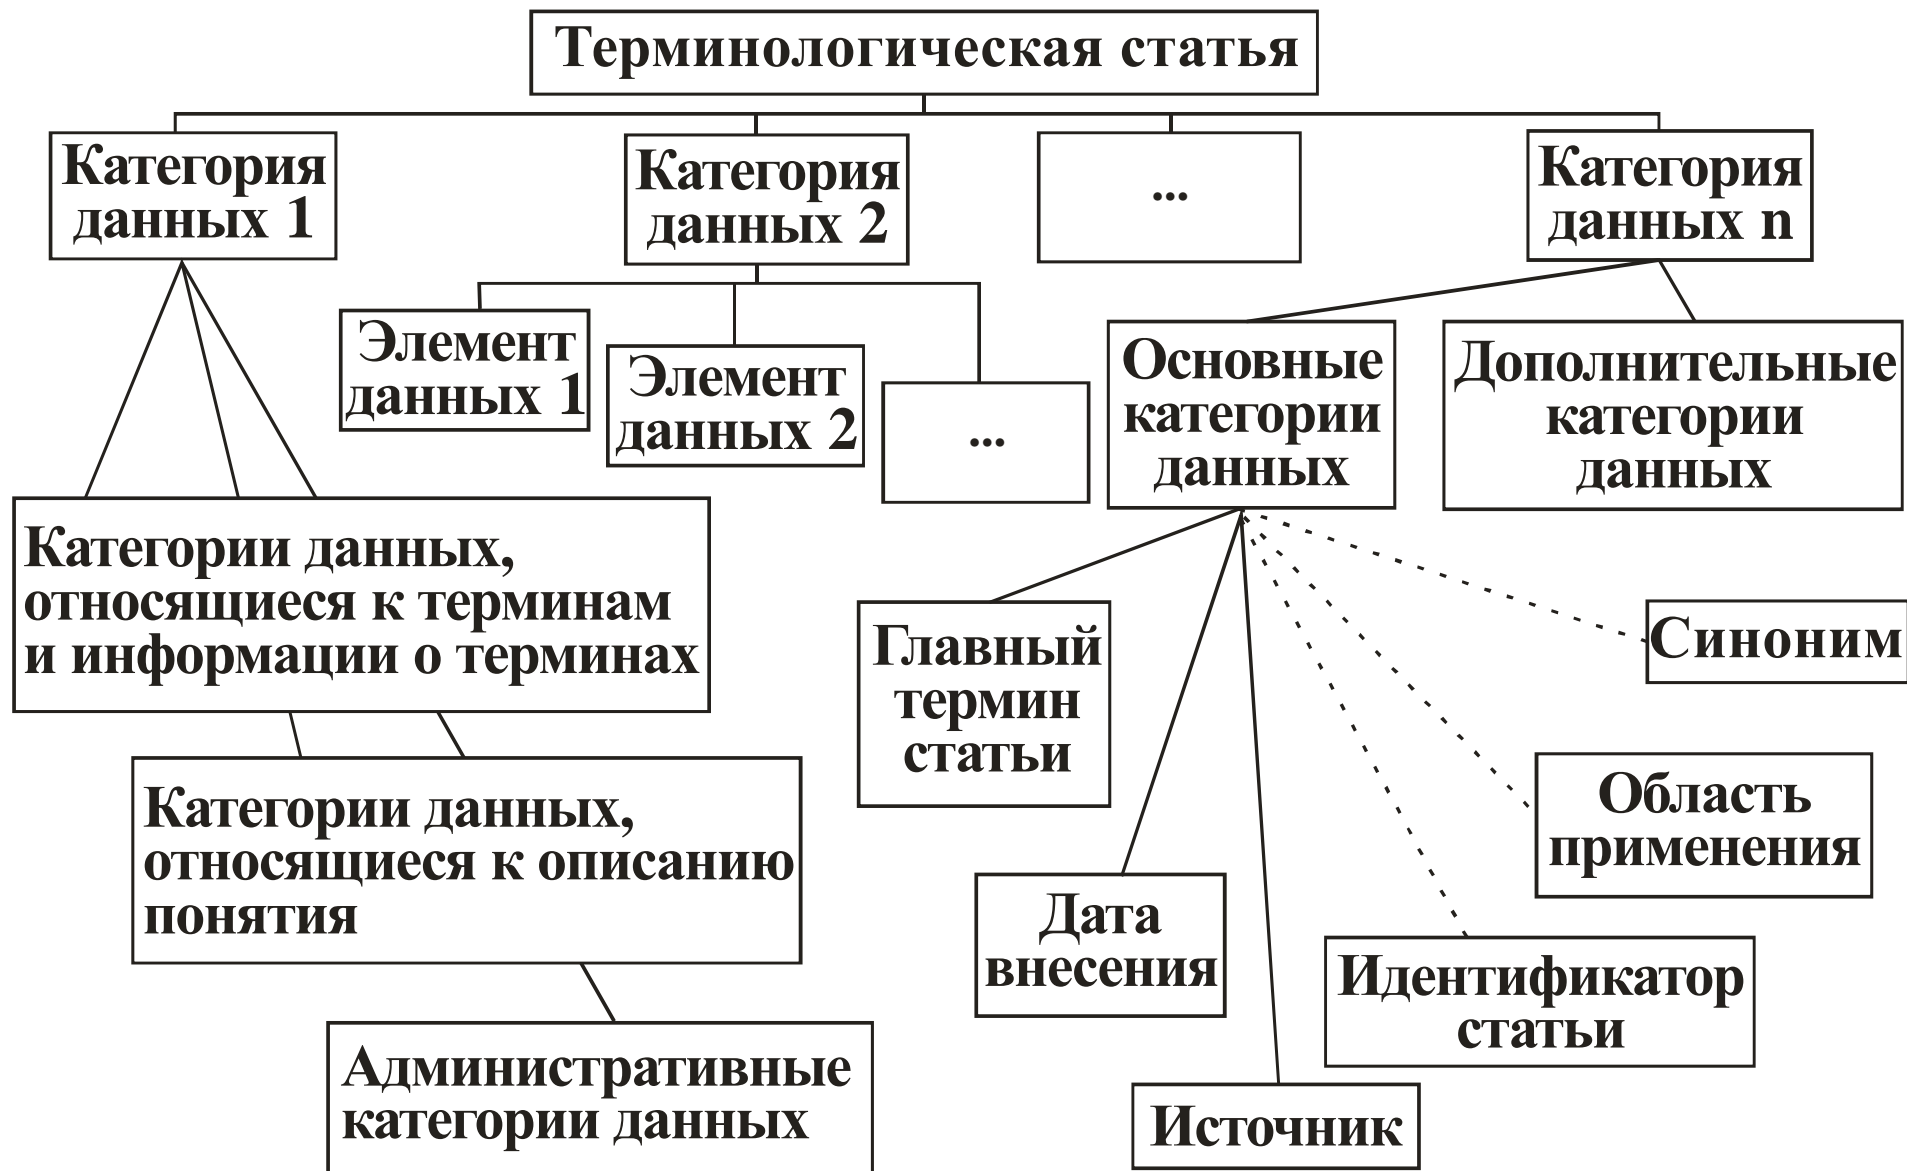 Терминологическая статья
Категория
данных 1
Категория
данных 2
...
Категория
данных n
Элемент
данных 1
Элемент
данных 2
...
Основные
категории
данных
Дополнительные
категории
данных
Категории данных,
относящиеся к терминам
и информации о терминах
Главный
термин
статьи
Синоним
Категории данных,
относящиеся к описанию
понятия
Область
применения
Дата
внесения
Идентификатор
статьи
Административные
категории данных
Источник